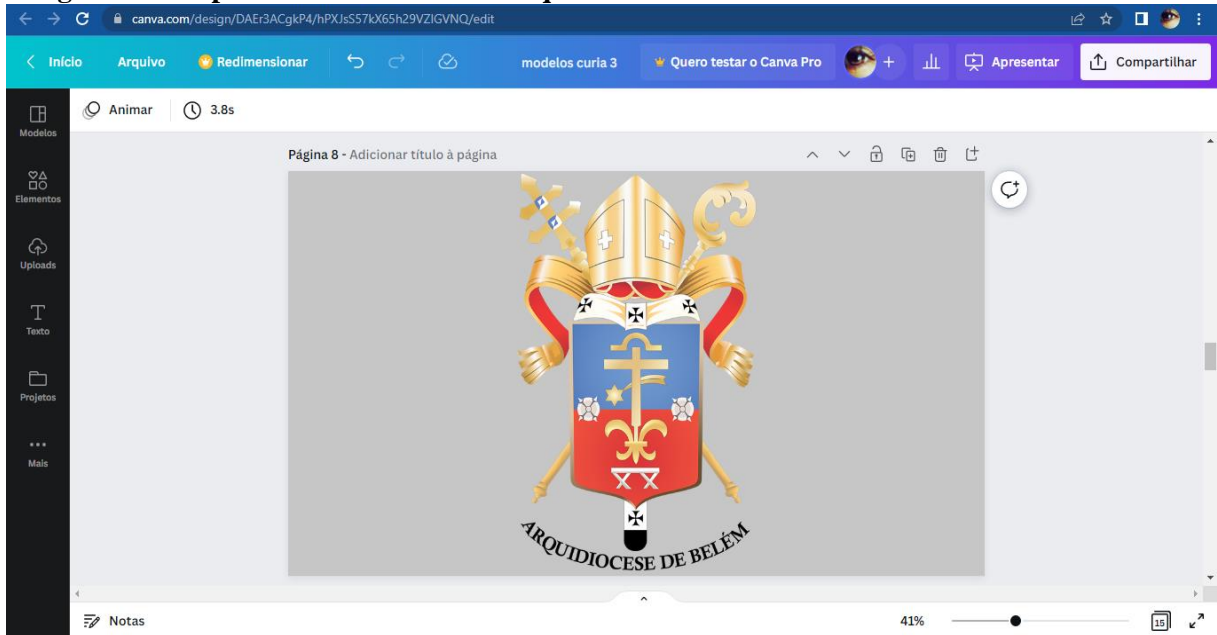 canva.com/design/DAEr3ACgkP4/hPXJsS57kX65h29VZIGVNQ/edit
Início Arquivo Redimensionar modelos curia 3 Quero testar o Canva Pro + Apresentar Compartilhar
Animar 3.8s
Modelos
Elementos
Uploads
Texto
Projetos
Mais
Página 8 - Adicionar título à página
ARQUIDIOCESE DE BELÉM
Notas 41% 15